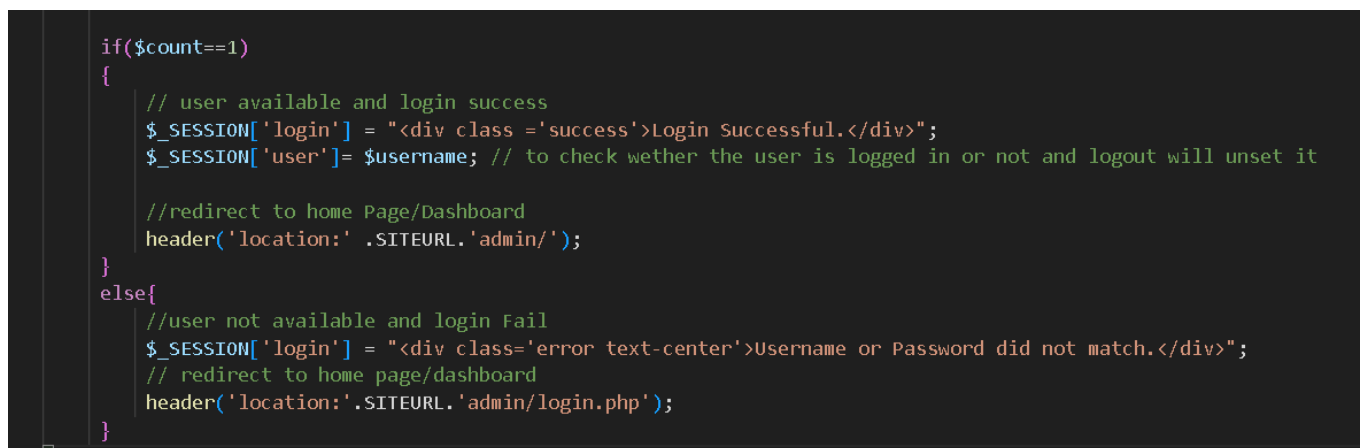 if($count==1)
{
// user available and login success
$_SESSION['login'] = "<div class ='success'>Login Successful.</div>";
$_SESSION['user']= $username; // to check wether the user is logged in or not and logout will unset it
//redirect to home Page/Dashboard
header('location:' .SITEURL.'admin/');
}
else{
//user not available and login Fail
$_SESSION['login'] = "<div class='error text-center'>Username or Password did not match.</div>";
// redirect to home page/dashboard
header('location:'.SITEURL.'admin/login.php');
}